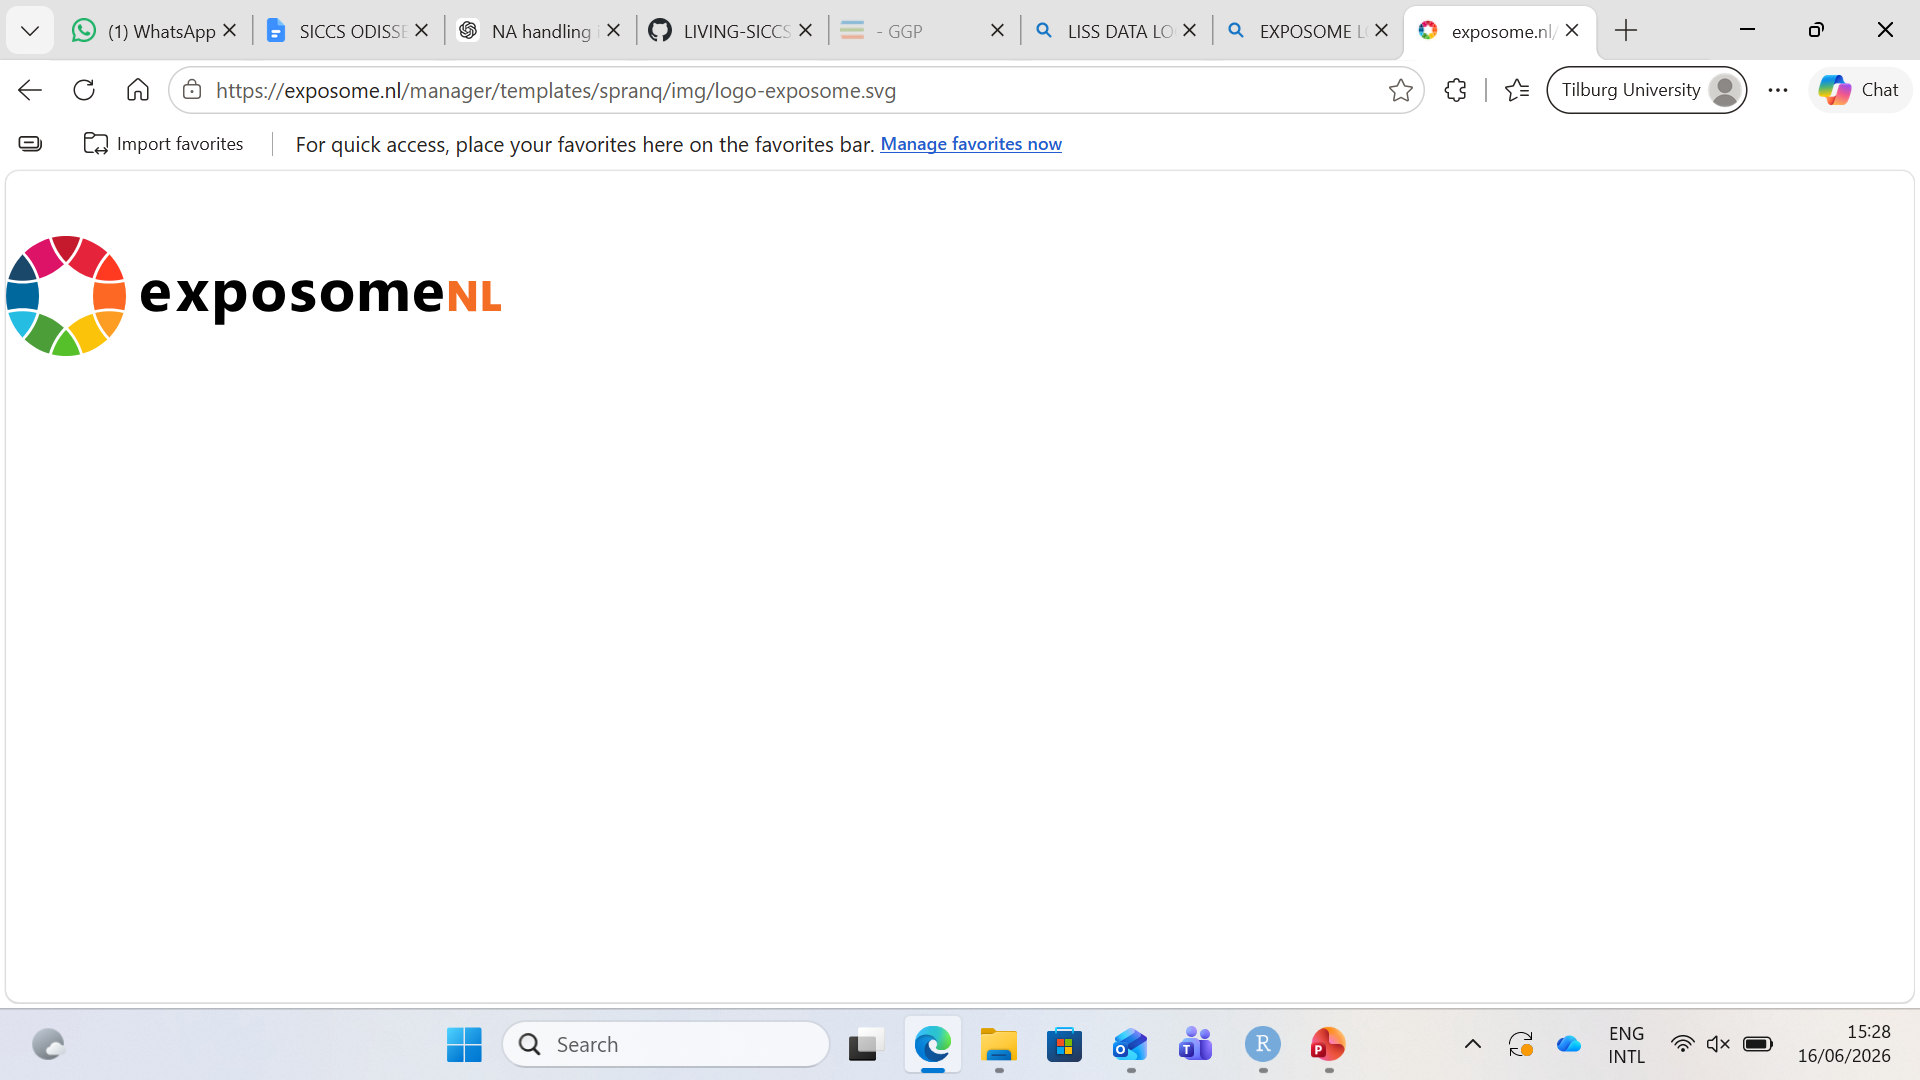 (1) WhatsApp
SICCS ODISSE
NA handling
LIVING-SICCS
- GGP
LISS DATA LO
EXPOSOME L
exposome.nl/
https://exposome.nl/manager/templates/spranq/img/logo-exposome.svg
Tilburg University
Chat
Import favorites
For quick access, place your favorites here on the favorites bar. Manage favorites now
exposomeNL
Search
ENG
INTL
15:28
16/06/2026